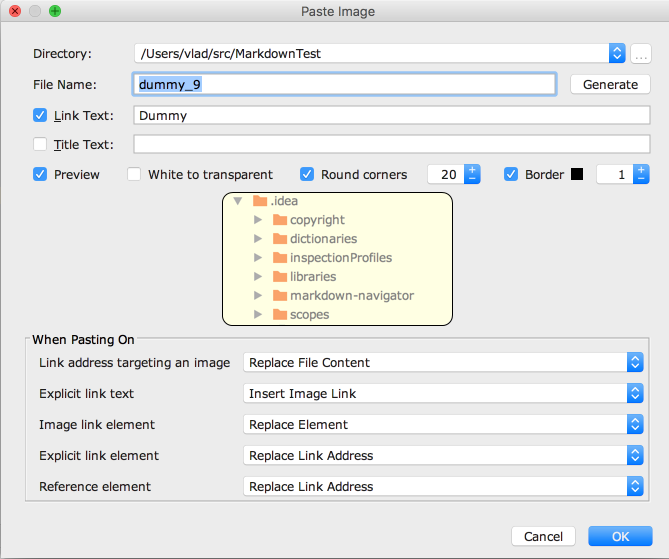 Paste Image
Directory: /Users/vlad/src/MarkdownTest ...
File Name: dummy_9 Generate
Link Text: Dummy
Title Text:
Preview White to transparent Round corners 20 + − Border 1 + −
.idea
copyright
dictionaries
inspectionProfiles
libraries
markdown-navigator
scopes
When Pasting On
Link address targeting an image Replace File Content
Explicit link text Insert Image Link
Image link element Replace Element
Explicit link element Replace Link Address
Reference element Replace Link Address
Cancel OK